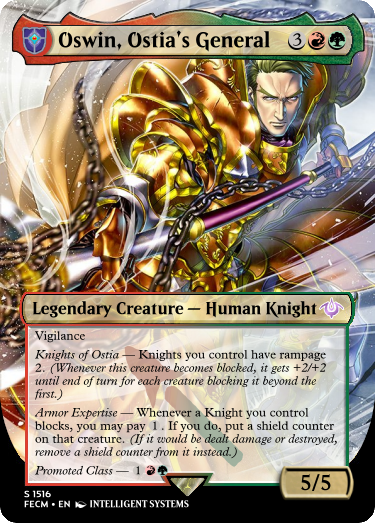 Oswin, Ostia's General 3
Legendary Creature — Human Knight
Vigilance
Knights of Ostia — Knights you control have rampage
2. (Whenever this creature becomes blocked, it gets +2/+2
until end of turn for each creature blocking it beyond the
first.)
Armor Expertise — Whenever a Knight you control
blocks, you may pay 1 . If you do, put a shield counter
on that creature. (If it would be dealt damage or destroyed,
remove a shield counter from it instead.)
Promoted Class — 1
5/5
S 1516
FECM • EN INTELLIGENT SYSTEMS